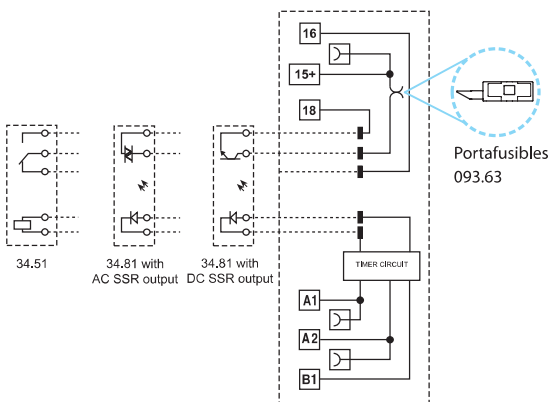 16
15+
18
Portafusibles
093.63
34.51
34.81 with
AC SSR output
34.81 with
DC SSR output
TIMER CIRCUIT
A1
A2
B1